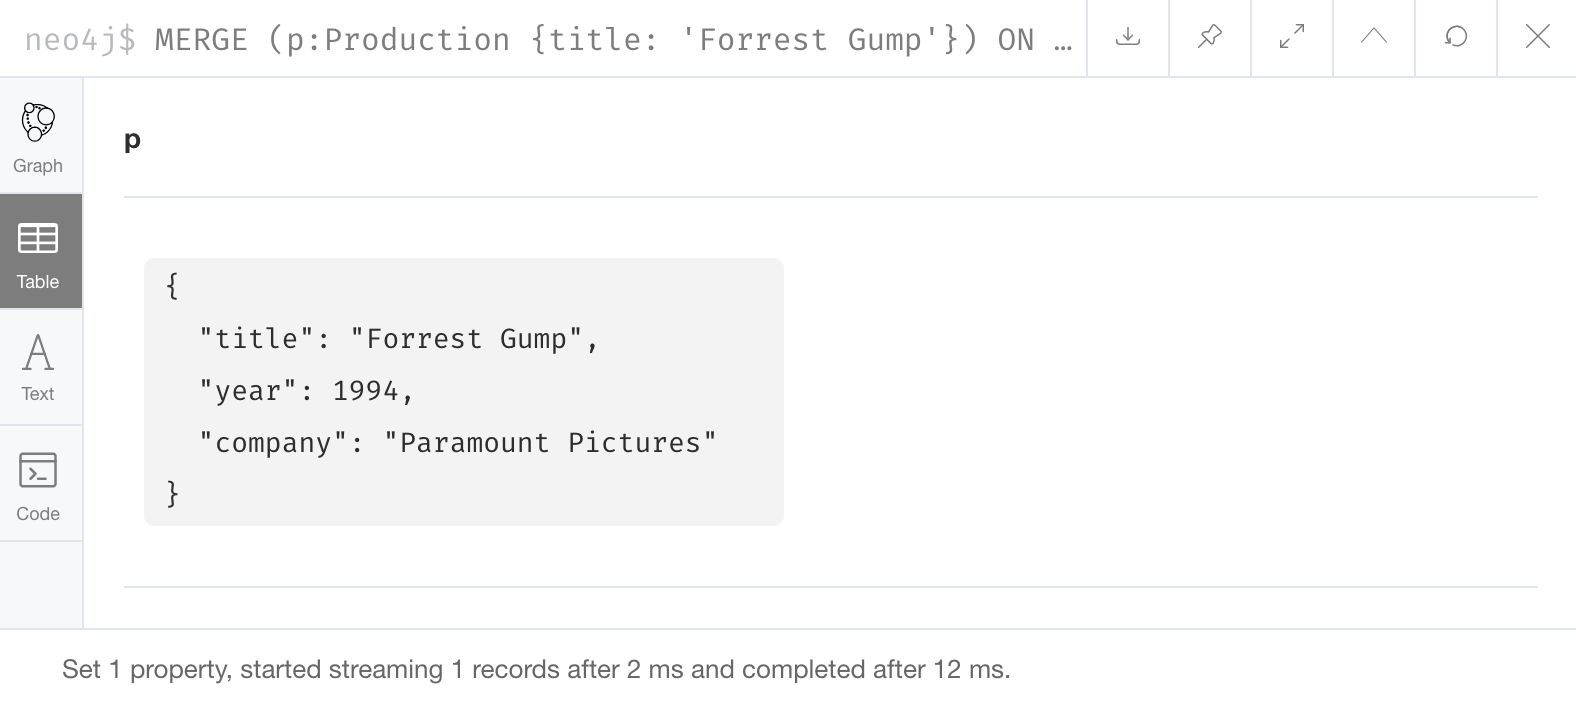 neo4j$ MERGE (p:Production {title: 'Forrest Gump'}) ON …
Graph
Table
Text
Code
p
{
"title": "Forrest Gump",
"year": 1994,
"company": "Paramount Pictures"
}
Set 1 property, started streaming 1 records after 2 ms and completed after 12 ms.